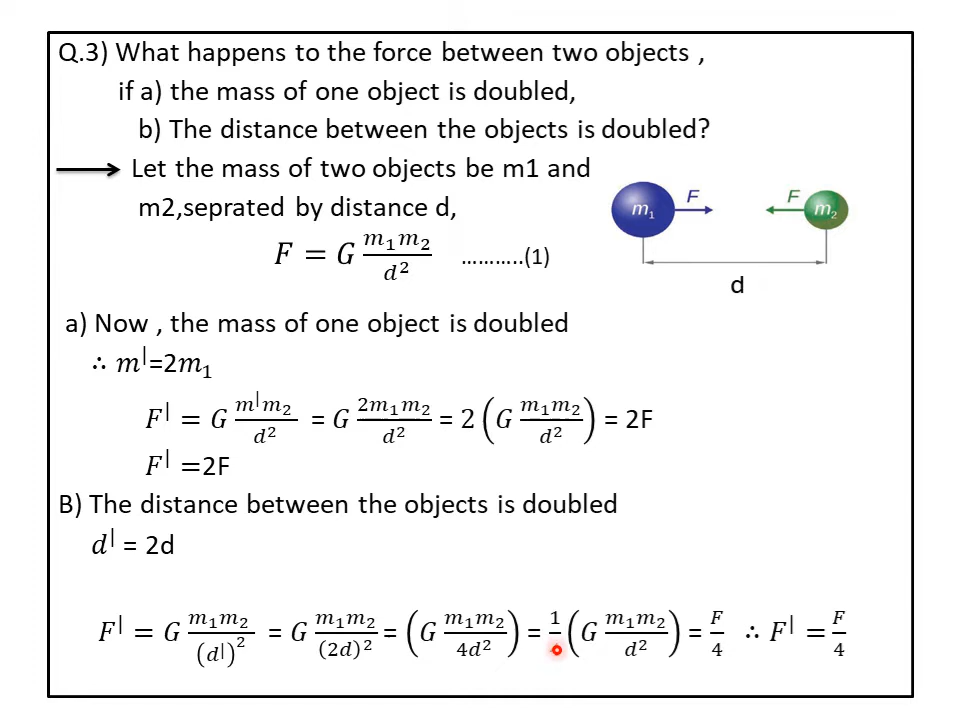 Q.3) What happens to the force between two objects ,
if a) the mass of one object is doubled,
b) The distance between the objects is doubled?
Let the mass of two objects be m1 and
m2,seprated by distance d,
F = G m₁m₂/d² ………..(1)
m₁ F F m₂
d
a) Now , the mass of one object is doubled
∴ m|=2m₁
F| = G m|m₂/d² = G 2m₁m₂/d² = 2 (G m₁m₂/d²) = 2F
F| =2F
B) The distance between the objects is doubled
d| = 2d
F| = G m₁m₂/(d|)² = G m₁m₂/(2d)² = (G m₁m₂/4d²) = 1/ (G m₁m₂/d²) = F/4 ∴ F| = F/4